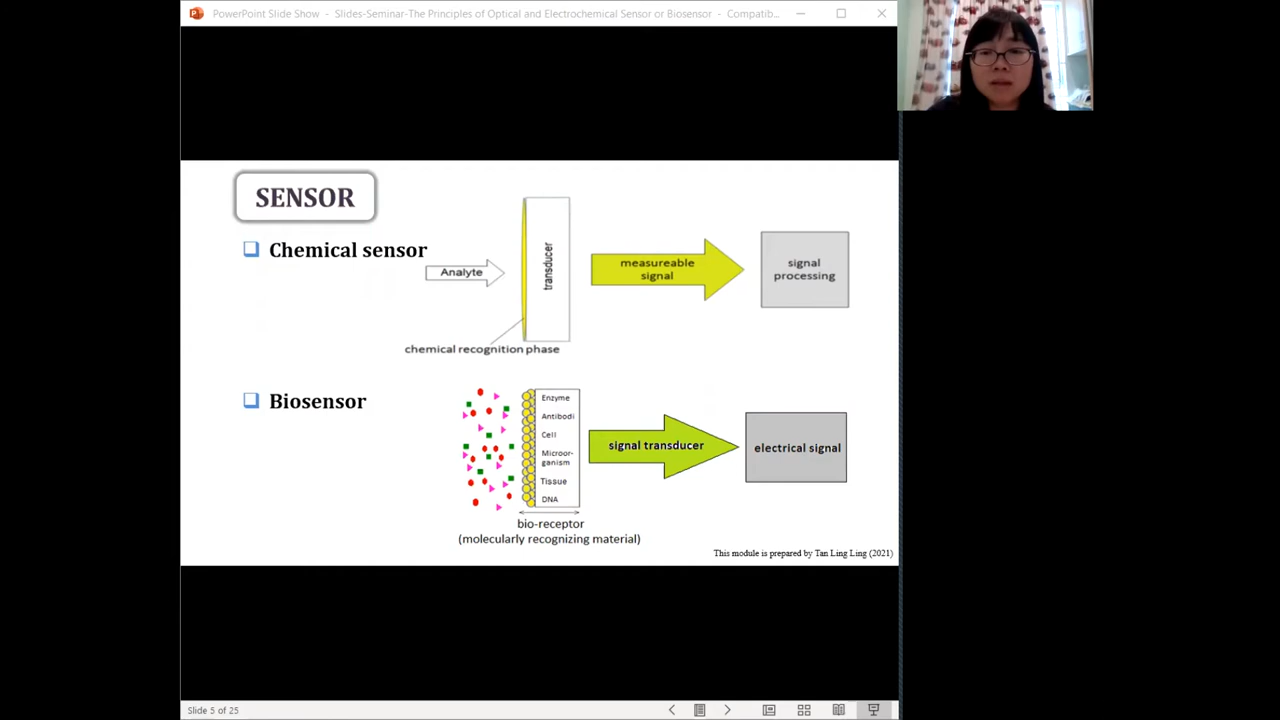 PowerPoint Slide Show - Slides-Seminar-The Principles of Optical and Electrochemical Sensor or Biosensor - Compatib...
SENSOR
Chemical sensor
Analyte
transducer
measureable
signal
signal
processing
chemical recognition phase
Biosensor
Enzyme
Antibodi
Cell
Microor-
ganism
Tissue
DNA
signal transducer
electrical signal
bio-receptor
(molecularly recognizing material)
This module is prepared by Tan Ling Ling (2021)
Slide 5 of 25